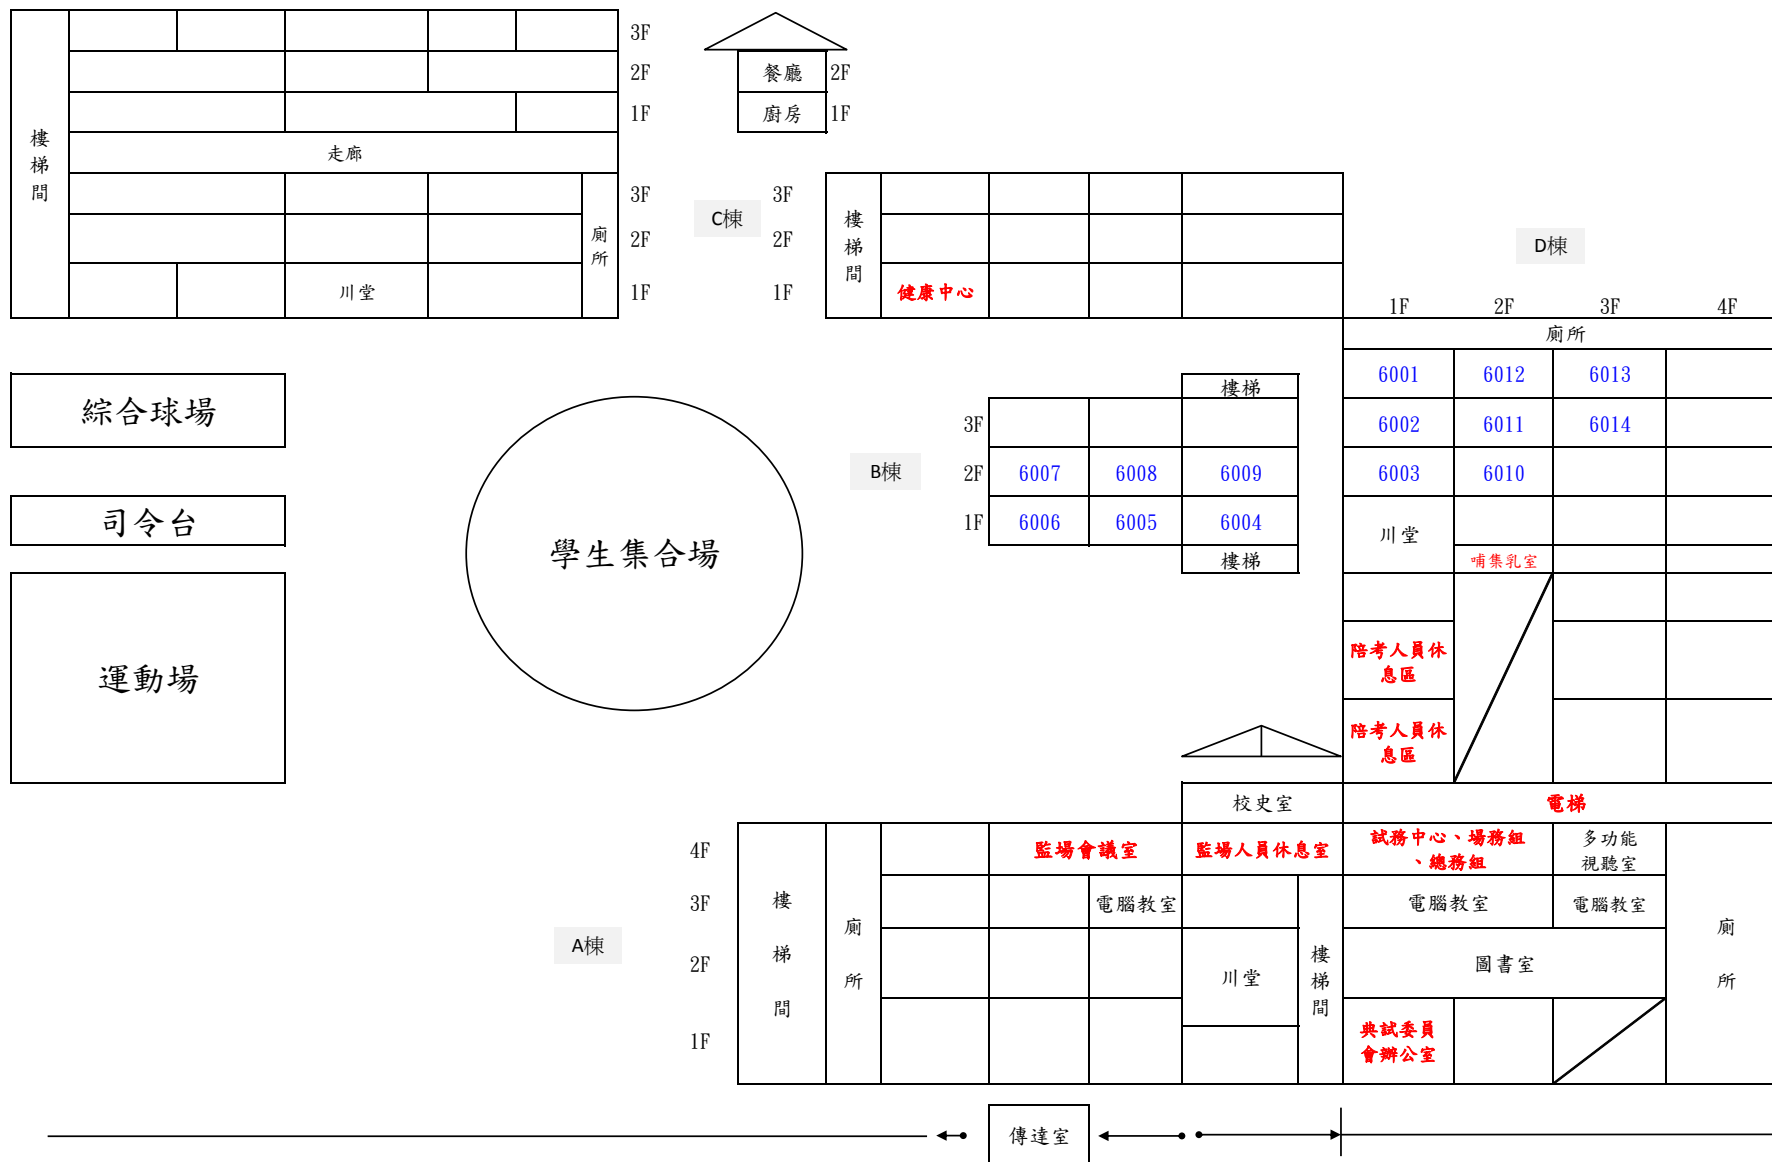 3F
2F
1F
樓梯間
走廊
3F
2F
1F
廁所
川堂
餐廳 2F
廚房 1F
C棟
3F
2F
1F
樓梯間
健康中心
D棟
1F 2F 3F 4F
廁所
6001 6012 6013
6002 6011 6014
6003 6010
川堂
哺集乳室
陪考人員休
息區
陪考人員休
息區
綜合球場
司令台
運動場
學生集合場
B棟
樓梯
3F
2F 6007 6008 6009
1F 6006 6005 6004
樓梯
校史室
電梯
A棟
4F
3F
2F
1F
樓梯間
廁所
監場會議室
監場人員休息室
試務中心、場務組
、總務組
多功能
視聽室
電腦教室
電腦教室
電腦教室
川堂
樓梯間
圖書室
廁所
典試委員
會辦公室
傳達室